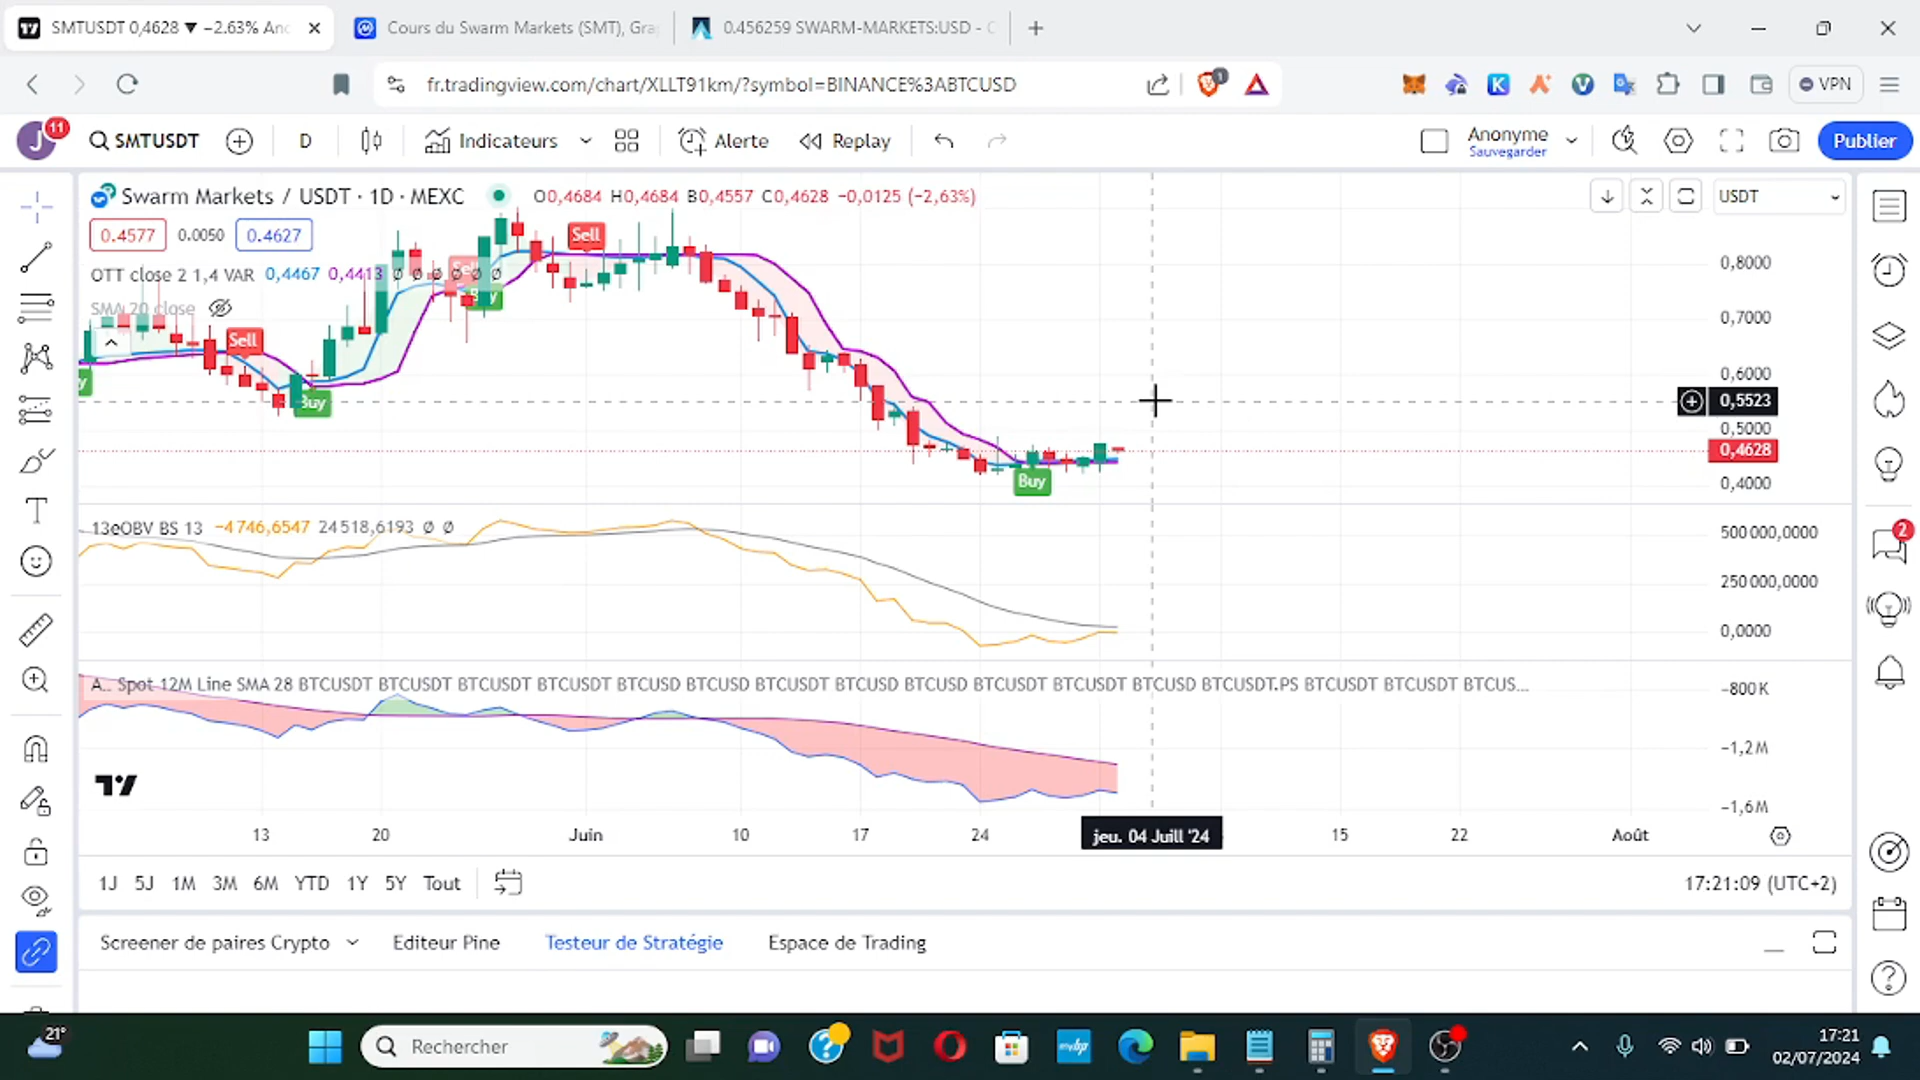 SMTUSDT 0,4628 ▼ −2.63% Anc
Cours du Swarm Markets (SMT), Gra
0.456259 SWARM-MARKETS:USD - C
fr.tradingview.com/chart/XLLT91km/?symbol=BINANCE%3ABTCUSD
1
VPN
J
11
SMTUSDT
D
Indicateurs
Alerte
Replay
Anonyme
Sauvegarder
Publier
Swarm Markets / USDT · 1D · MEXC
O0,4684 H0,4684 B0,4557 C0,4628 −0,0125 (−2,63%)
USDT
0.4577
0.0050
0.4627
Sell
OTT close 2 1,4 VAR 0,4467 0,4413 ∅ ∅ ∅ ∅ ∅ ∅
Sell
Buy
SMA 20 close
Sell
Buy
Buy
0,8000
0,7000
0,6000
0,5523
0,5000
0,4628
0,4000
13eOBV BS 13 −4 746,6547 24 518,6193 ∅ ∅
500 000,0000
250 000,0000
0,0000
2
A.. Spot 12M Line SMA 28 BTCUSDT BTCUSDT BTCUSDT BTCUSDT BTCUSD BTCUSD BTCUSDT BTCUSD BTCUSD BTCUSDT BTCUSDT BTCUSD BTCUSDT.PS BTCUSDT BTCUSDT BTCUS...
−800 K
−1,2 M
−1,6 M
13 20 Juin 10 17 24 jeu. 04 Juill '24 15 22 Août
1J 5J 1M 3M 6M YTD 1Y 5Y Tout
17:21:09 (UTC+2)
Screener de paires Crypto
Editeur Pine
Testeur de Stratégie
Espace de Trading
21°
Rechercher
17:21
02/07/2024